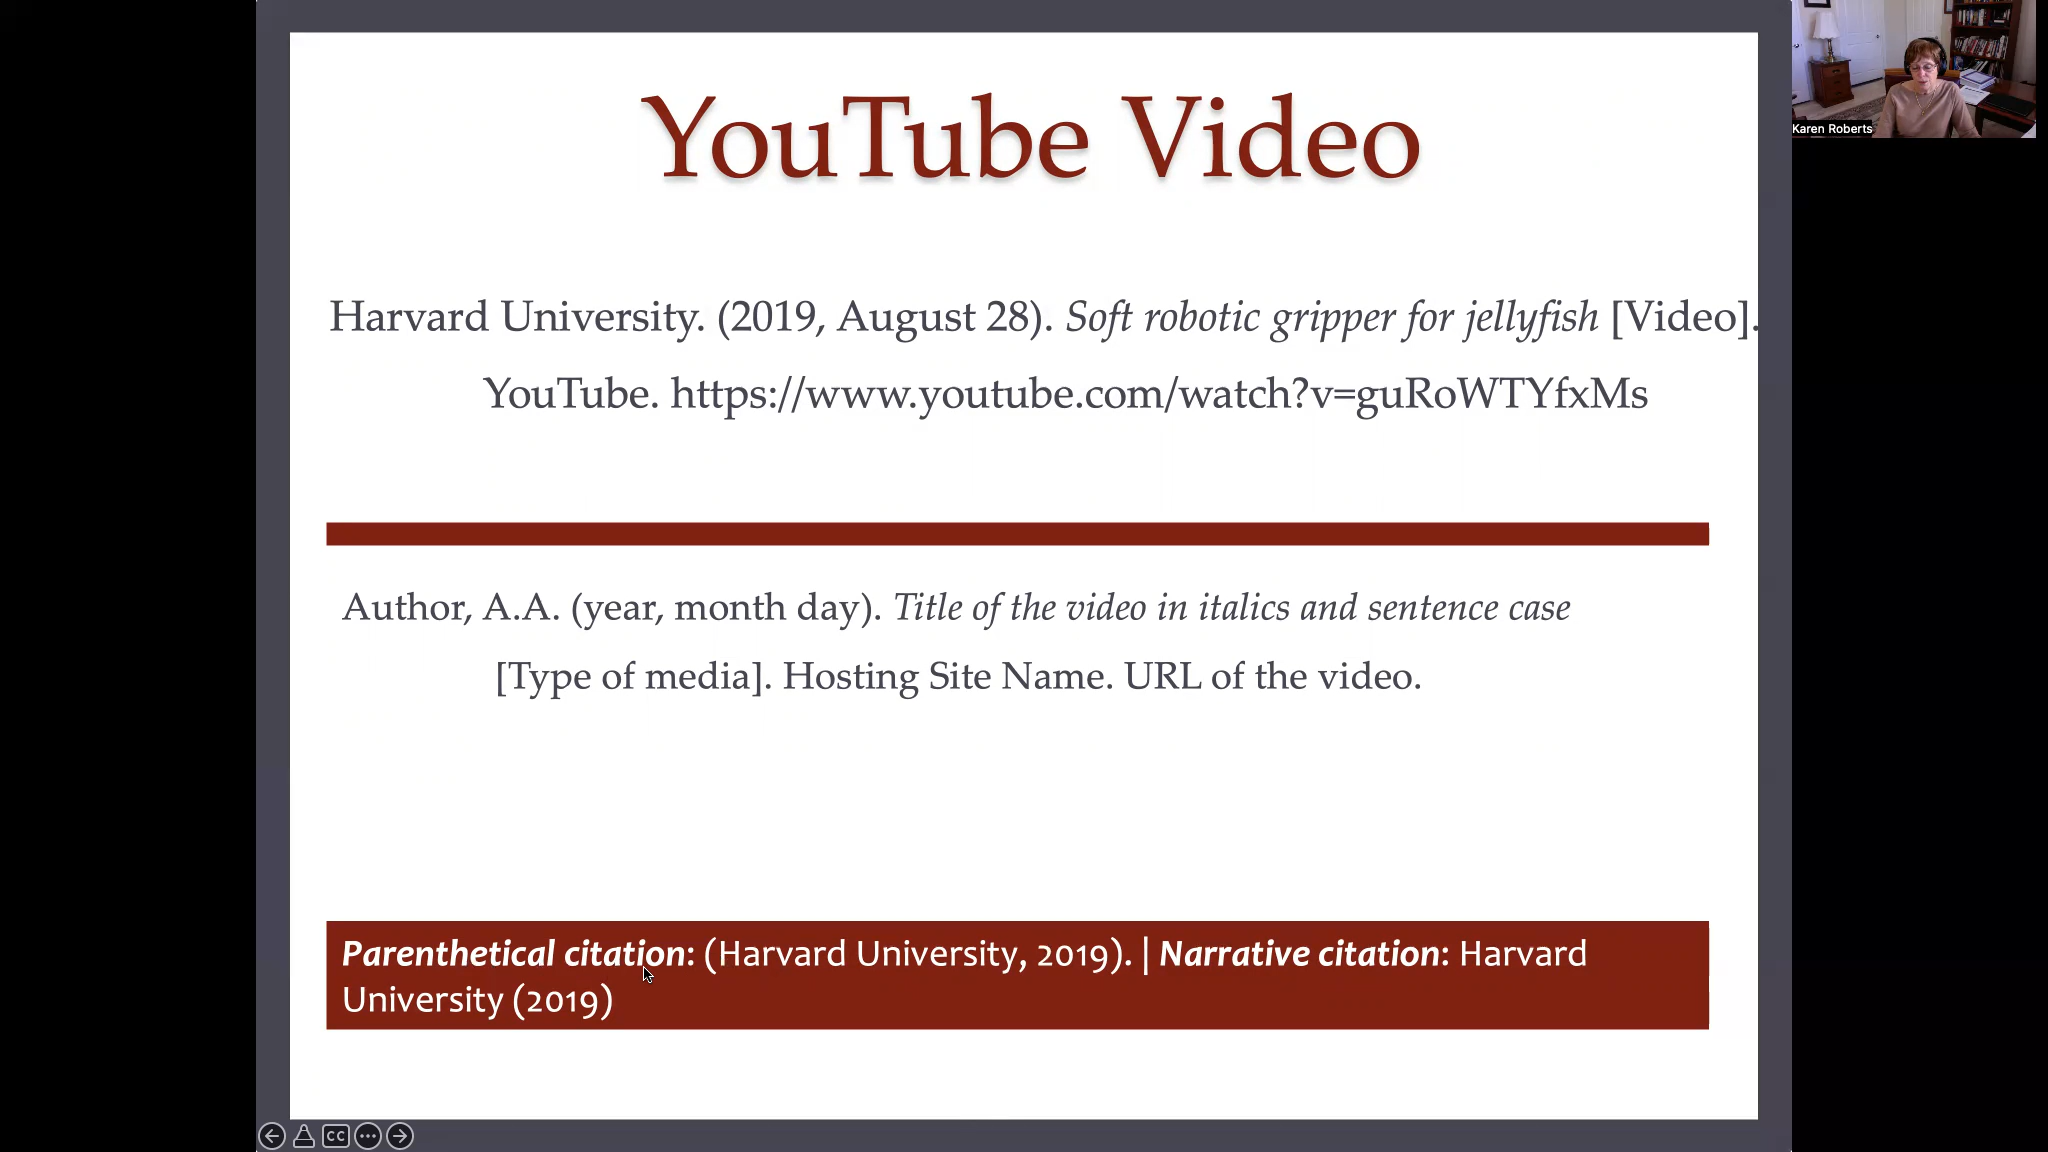 YouTube Video
Karen Roberts
Harvard University. (2019, August 28). Soft robotic gripper for jellyfish [Video].
YouTube. https://www.youtube.com/watch?v=guRoWTYfxMs
Author, A.A. (year, month day). Title of the video in italics and sentence case
[Type of media]. Hosting Site Name. URL of the video.
Parenthetical citation: (Harvard University, 2019). | Narrative citation: Harvard
University (2019)
CC